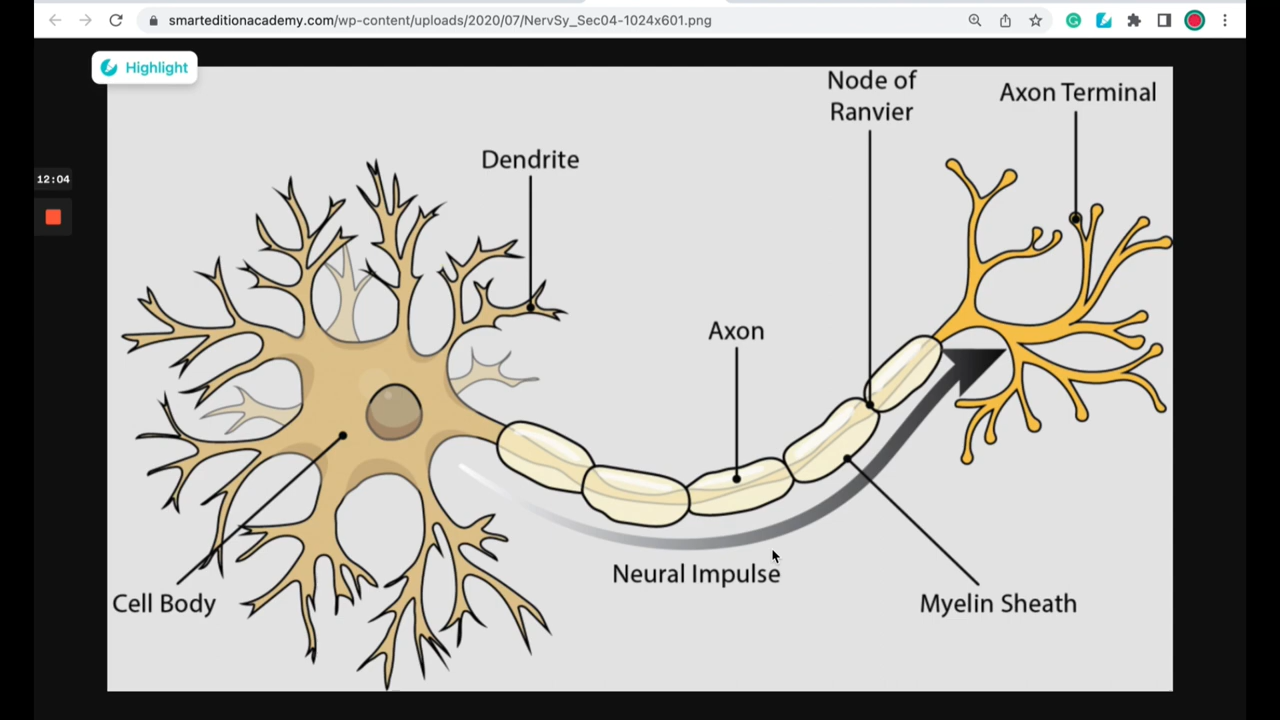 smarteditionacademy.com/wp-content/uploads/2020/07/NervSy_Sec04-1024x601.png
Highlight
Node of
Ranvier
Axon Terminal
Dendrite
12:04
Axon
Neural Impulse
Cell Body
Myelin Sheath